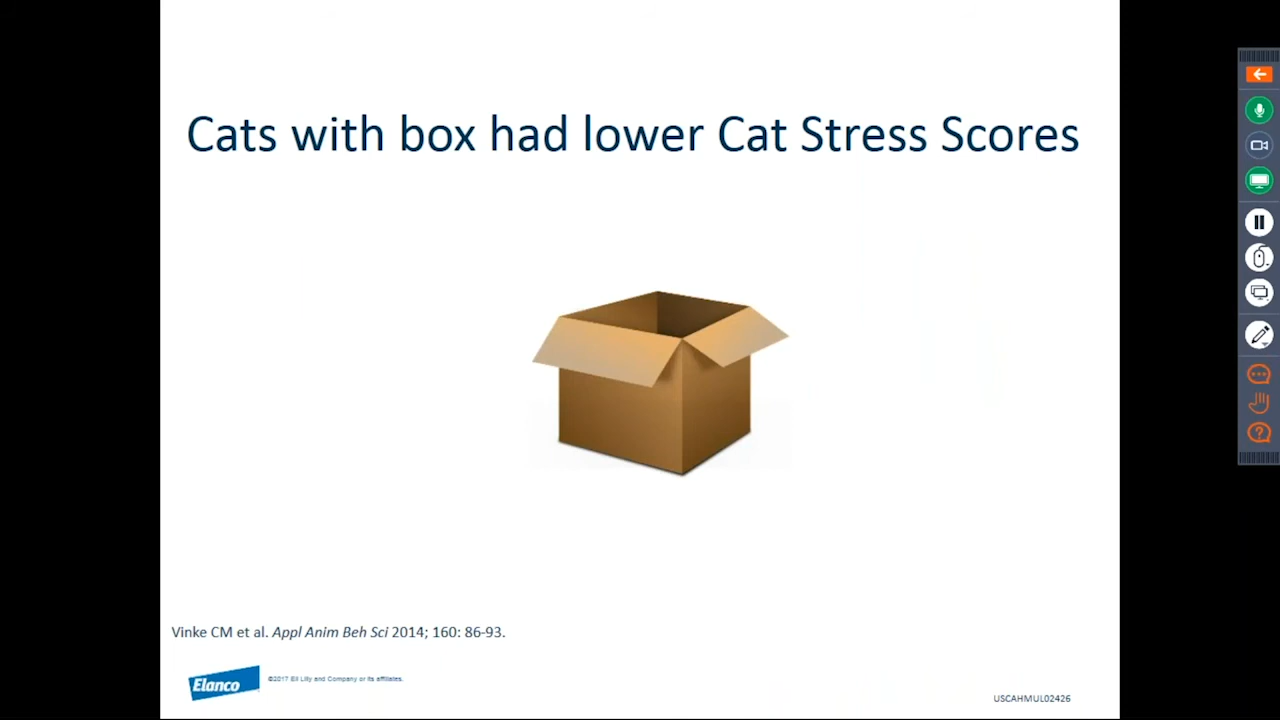 Cats with box had lower Cat Stress Scores
Vinke CM et al. Appl Anim Beh Sci 2014; 160: 86-93.
Elanco
©2017 Eli Lilly and Company or its affiliates.
USCAHMUL02426